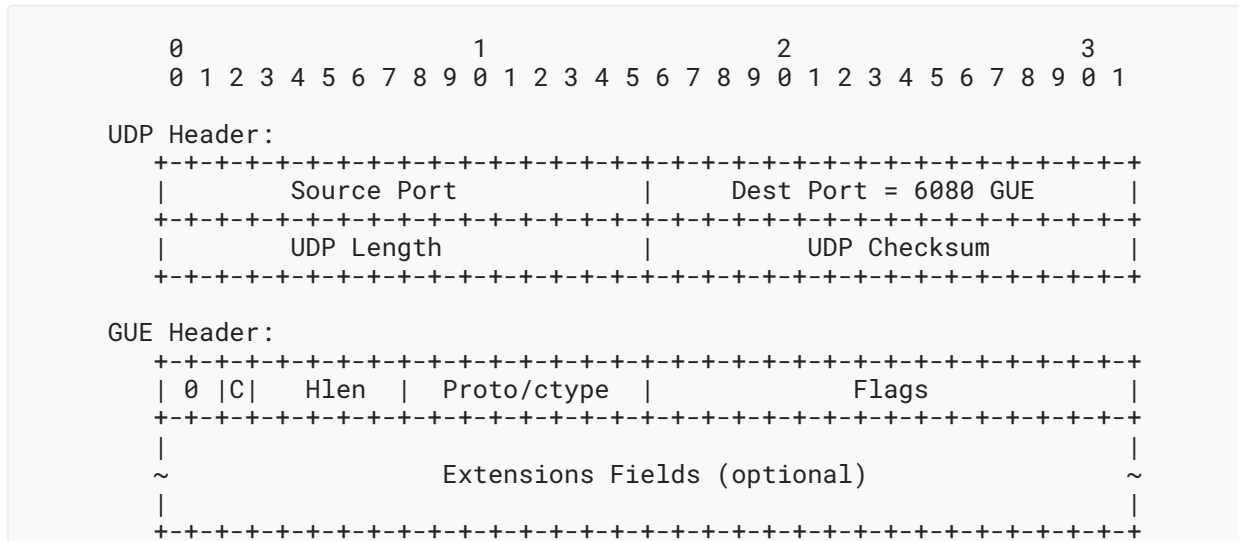 0                   1                   2                   3
    0 1 2 3 4 5 6 7 8 9 0 1 2 3 4 5 6 7 8 9 0 1 2 3 4 5 6 7 8 9 0 1

UDP Header:
   +-+-+-+-+-+-+-+-+-+-+-+-+-+-+-+-+-+-+-+-+-+-+-+-+-+-+-+-+-+-+-+-+
   |        Source Port            |     Dest Port = 6080 GUE      |
   +-+-+-+-+-+-+-+-+-+-+-+-+-+-+-+-+-+-+-+-+-+-+-+-+-+-+-+-+-+-+-+-+
   |        UDP Length             |          UDP Checksum         |
   +-+-+-+-+-+-+-+-+-+-+-+-+-+-+-+-+-+-+-+-+-+-+-+-+-+-+-+-+-+-+-+-+

GUE Header:
   +-+-+-+-+-+-+-+-+-+-+-+-+-+-+-+-+-+-+-+-+-+-+-+-+-+-+-+-+-+-+-+-+
   | 0 |C|   Hlen  |  Proto/ctype  |             Flags             |
   +-+-+-+-+-+-+-+-+-+-+-+-+-+-+-+-+-+-+-+-+-+-+-+-+-+-+-+-+-+-+-+-+
   |                                                               |
   ~                  Extensions Fields (optional)                 ~
   |                                                               |
   +-+-+-+-+-+-+-+-+-+-+-+-+-+-+-+-+-+-+-+-+-+-+-+-+-+-+-+-+-+-+-+-+